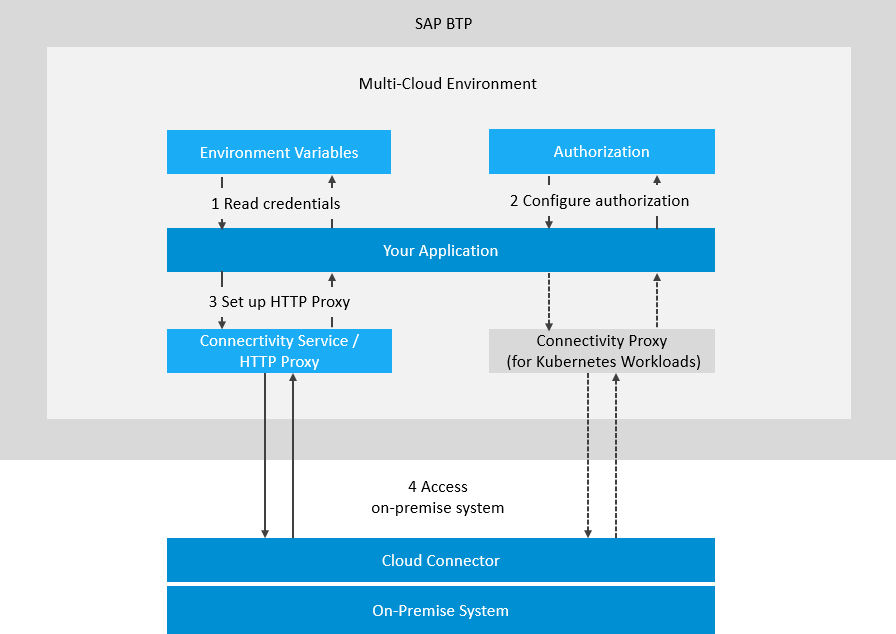 SAP BTP
Multi-Cloud Environment
Environment Variables
Authorization
1 Read credentials
2 Configure authorization
Your Application
3 Set up HTTP Proxy
Connecrtivity Service /
HTTP Proxy
Connectivity Proxy
(for Kubernetes Workloads)
4 Access
on-premise system
Cloud Connector
On-Premise System